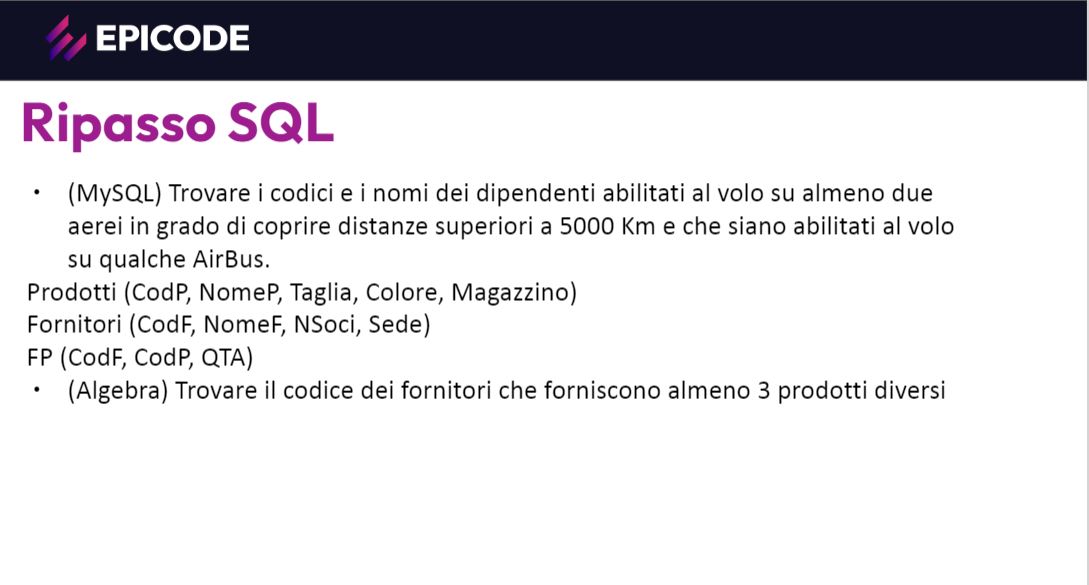 EPICODE
Ripasso SQL
• (MySQL) Trovare i codici e i nomi dei dipendenti abilitati al volo su almeno due
aerei in grado di coprire distanze superiori a 5000 Km e che siano abilitati al volo
su qualche AirBus.
Prodotti (CodP, NomeP, Taglia, Colore, Magazzino)
Fornitori (CodF, NomeF, NSoci, Sede)
FP (CodF, CodP, QTA)
• (Algebra) Trovare il codice dei fornitori che forniscono almeno 3 prodotti diversi